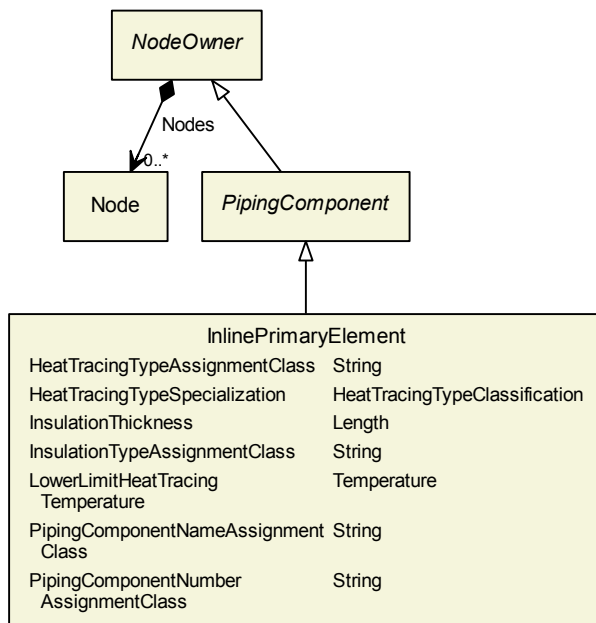 NodeOwner
Nodes
0..*
Node
PipingComponent
InlinePrimaryElement
HeatTracingTypeAssignmentClass String
HeatTracingTypeSpecialization HeatTracingTypeClassification
InsulationThickness Length
InsulationTypeAssignmentClass String
LowerLimitHeatTracing Temperature
Temperature
PipingComponentNameAssignment String
Class
PipingComponentNumber String
AssignmentClass